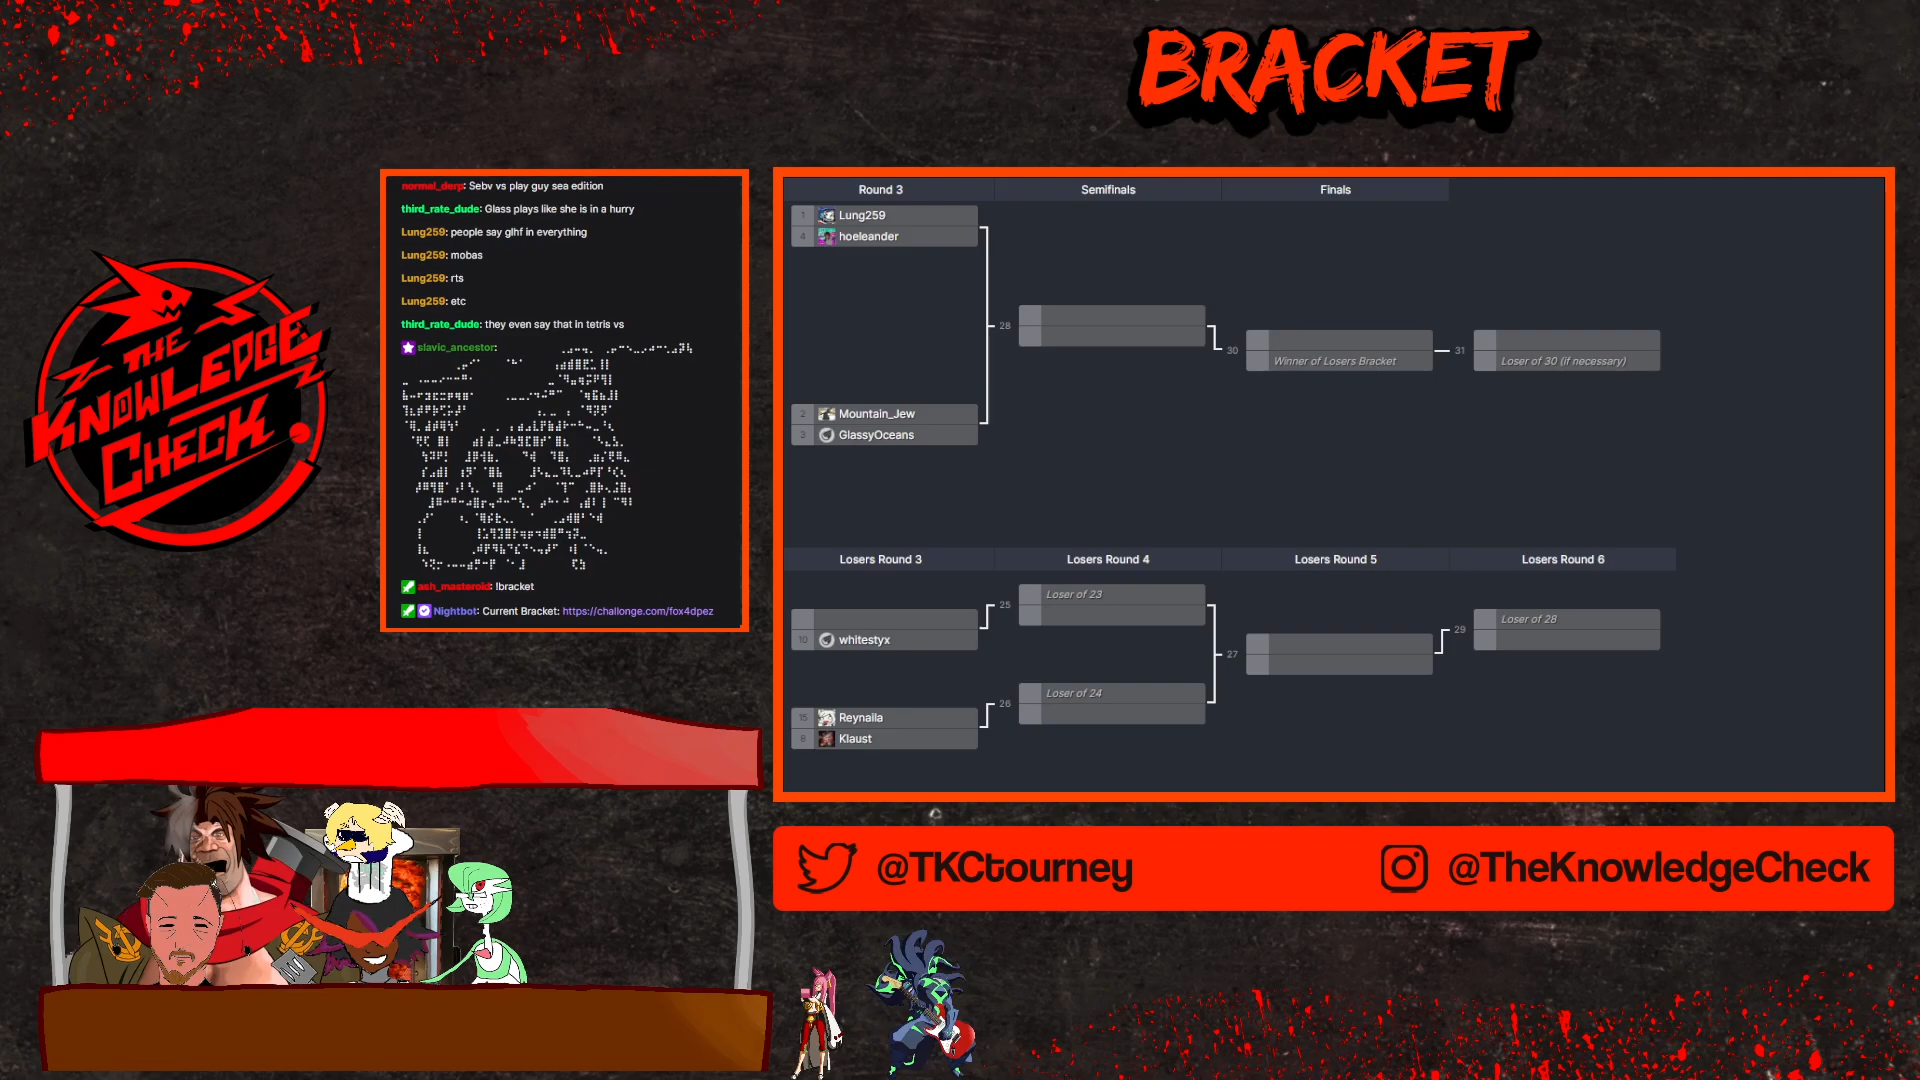 BRACKET
normal_derp: Sebv vs play guy sea edition
third_rate_dude: Glass plays like she is in a hurry
Lung259: people say glhf in everything
Lung259: mobas
Lung259: rts
Lung259: etc
third_rate_dude: they even say that in tetris vs
slavic_ancestor:
ash_masteroid: !bracket
Nightbot: Current Bracket: https://challonge.com/fox4dpez
THE
KNOWLEDGE
CHECK
Round 3
Semifinals
Finals
1 Lung259
4 hoeleander
28
30
Winner of Losers Bracket
31
Loser of 30 (if necessary)
2 Mountain_Jew
3 GlassyOceans
Losers Round 3
Losers Round 4
Losers Round 5
Losers Round 6
10 whitestyx
25
Loser of 23
27
29
Loser of 28
15 Reynaila
8 Klaust
26
Loser of 24
@TKCtourney
@TheKnowledgeCheck